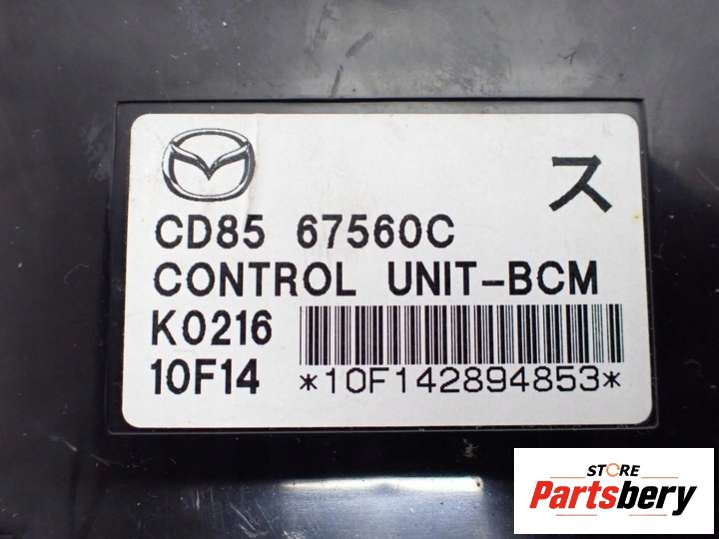 ス
CD85 67560C
CONTROL UNIT-BCM
K0216
10F14 *10F142894853*
STORE
Partsbery